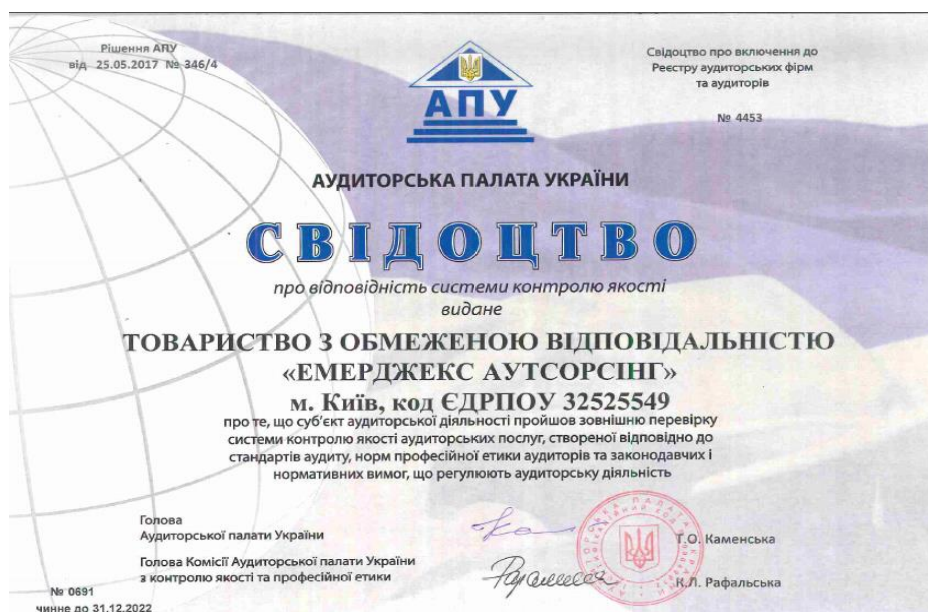 Рішення АПУ
від 25.05.2017 № 346/4
Свідоцтво про включення до
Реєстру аудиторських фірм
та аудиторів
№ 4453
АПУ
АУДИТОРСЬКА ПАЛАТА УКРАЇНИ
СВІДОЦТВО
про відповідність системи контролю якості
видане
ТОВАРИСТВО З ОБМЕЖЕНОЮ ВІДПОВІДАЛЬНІСТЮ
«ЕМЕРДЖЕКС АУТСОРСІНГ»
м. Київ, код ЄДРПОУ 32525549
про те, що суб'єкт аудиторської діяльності пройшов зовнішню перевірку
системи контролю якості аудиторських послуг, створеної відповідно до
стандартів аудиту, норм професійної етики аудиторів та законодавчих і
нормативних вимог, що регулюють аудиторську діяльність
Голова
Аудиторської палати України
Т.О. Каменська
Голова Комісії Аудиторської палати України
з контролю якості та професійної етики
К.Л. Рафальська
№ 0691
чинне до 31.12.2022